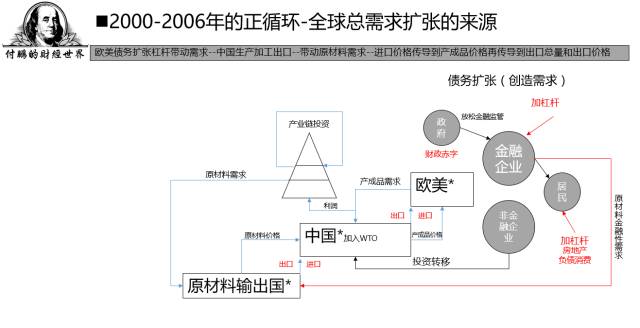 ■2000-2006年的正循环-全球总需求扩张的来源
付鹏的财经世界
欧美债务扩张杠杆带动需求--中国生产加工出口--带动原材料需求--进口价格传导到产成品价格再传导到出口总量和出口价格
债务扩张（创造需求）
加杠杆
政府
放松金融监管
财政赤字
金融企业
产业链投资
原材料需求
产成品需求
欧美*
居民
利润
出口
进口
非金融企业
原材料金融性需求
原材料价格
中国*加入WTO
产成品价格
加杠杆
房地产
负债消费
出口
进口
投资转移
原材料输出国*